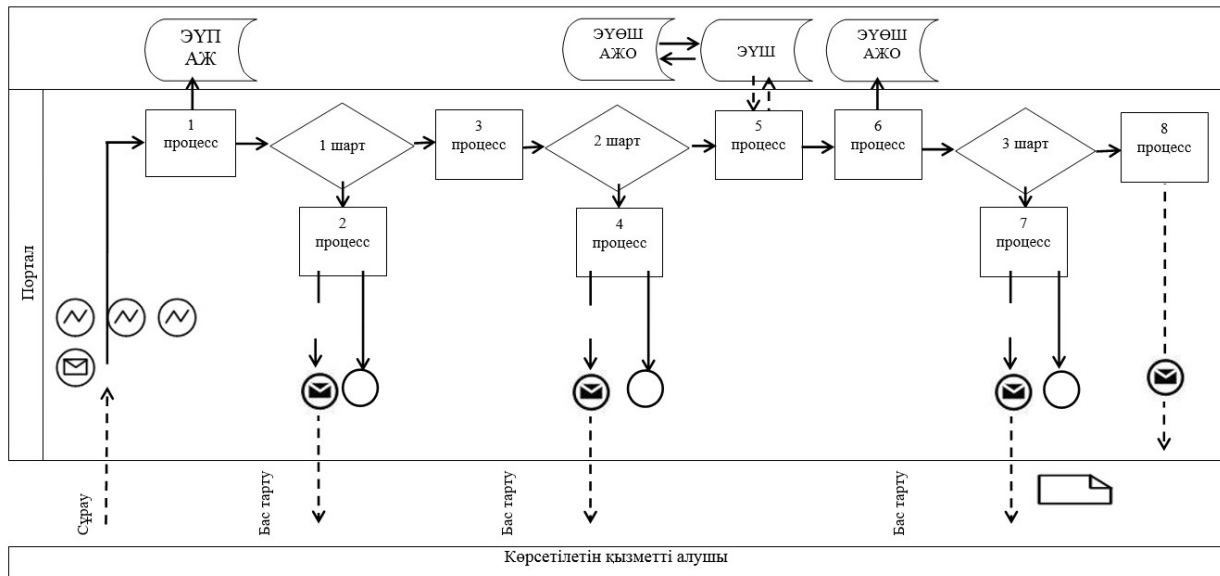 ЭҮП
АЖ
ЭҮӨШ
АЖО
ЭҮШ
ЭҮӨШ
АЖО
Портал
1
процесс
1 шарт
3
процесс
2 шарт
5
процесс
6
процесс
3 шарт
8
процесс
2
процесс
4
процесс
7
процесс
Сұрау
Бас тарту
Бас тарту
Бас тарту
Көрсетілетін қызметті алушы